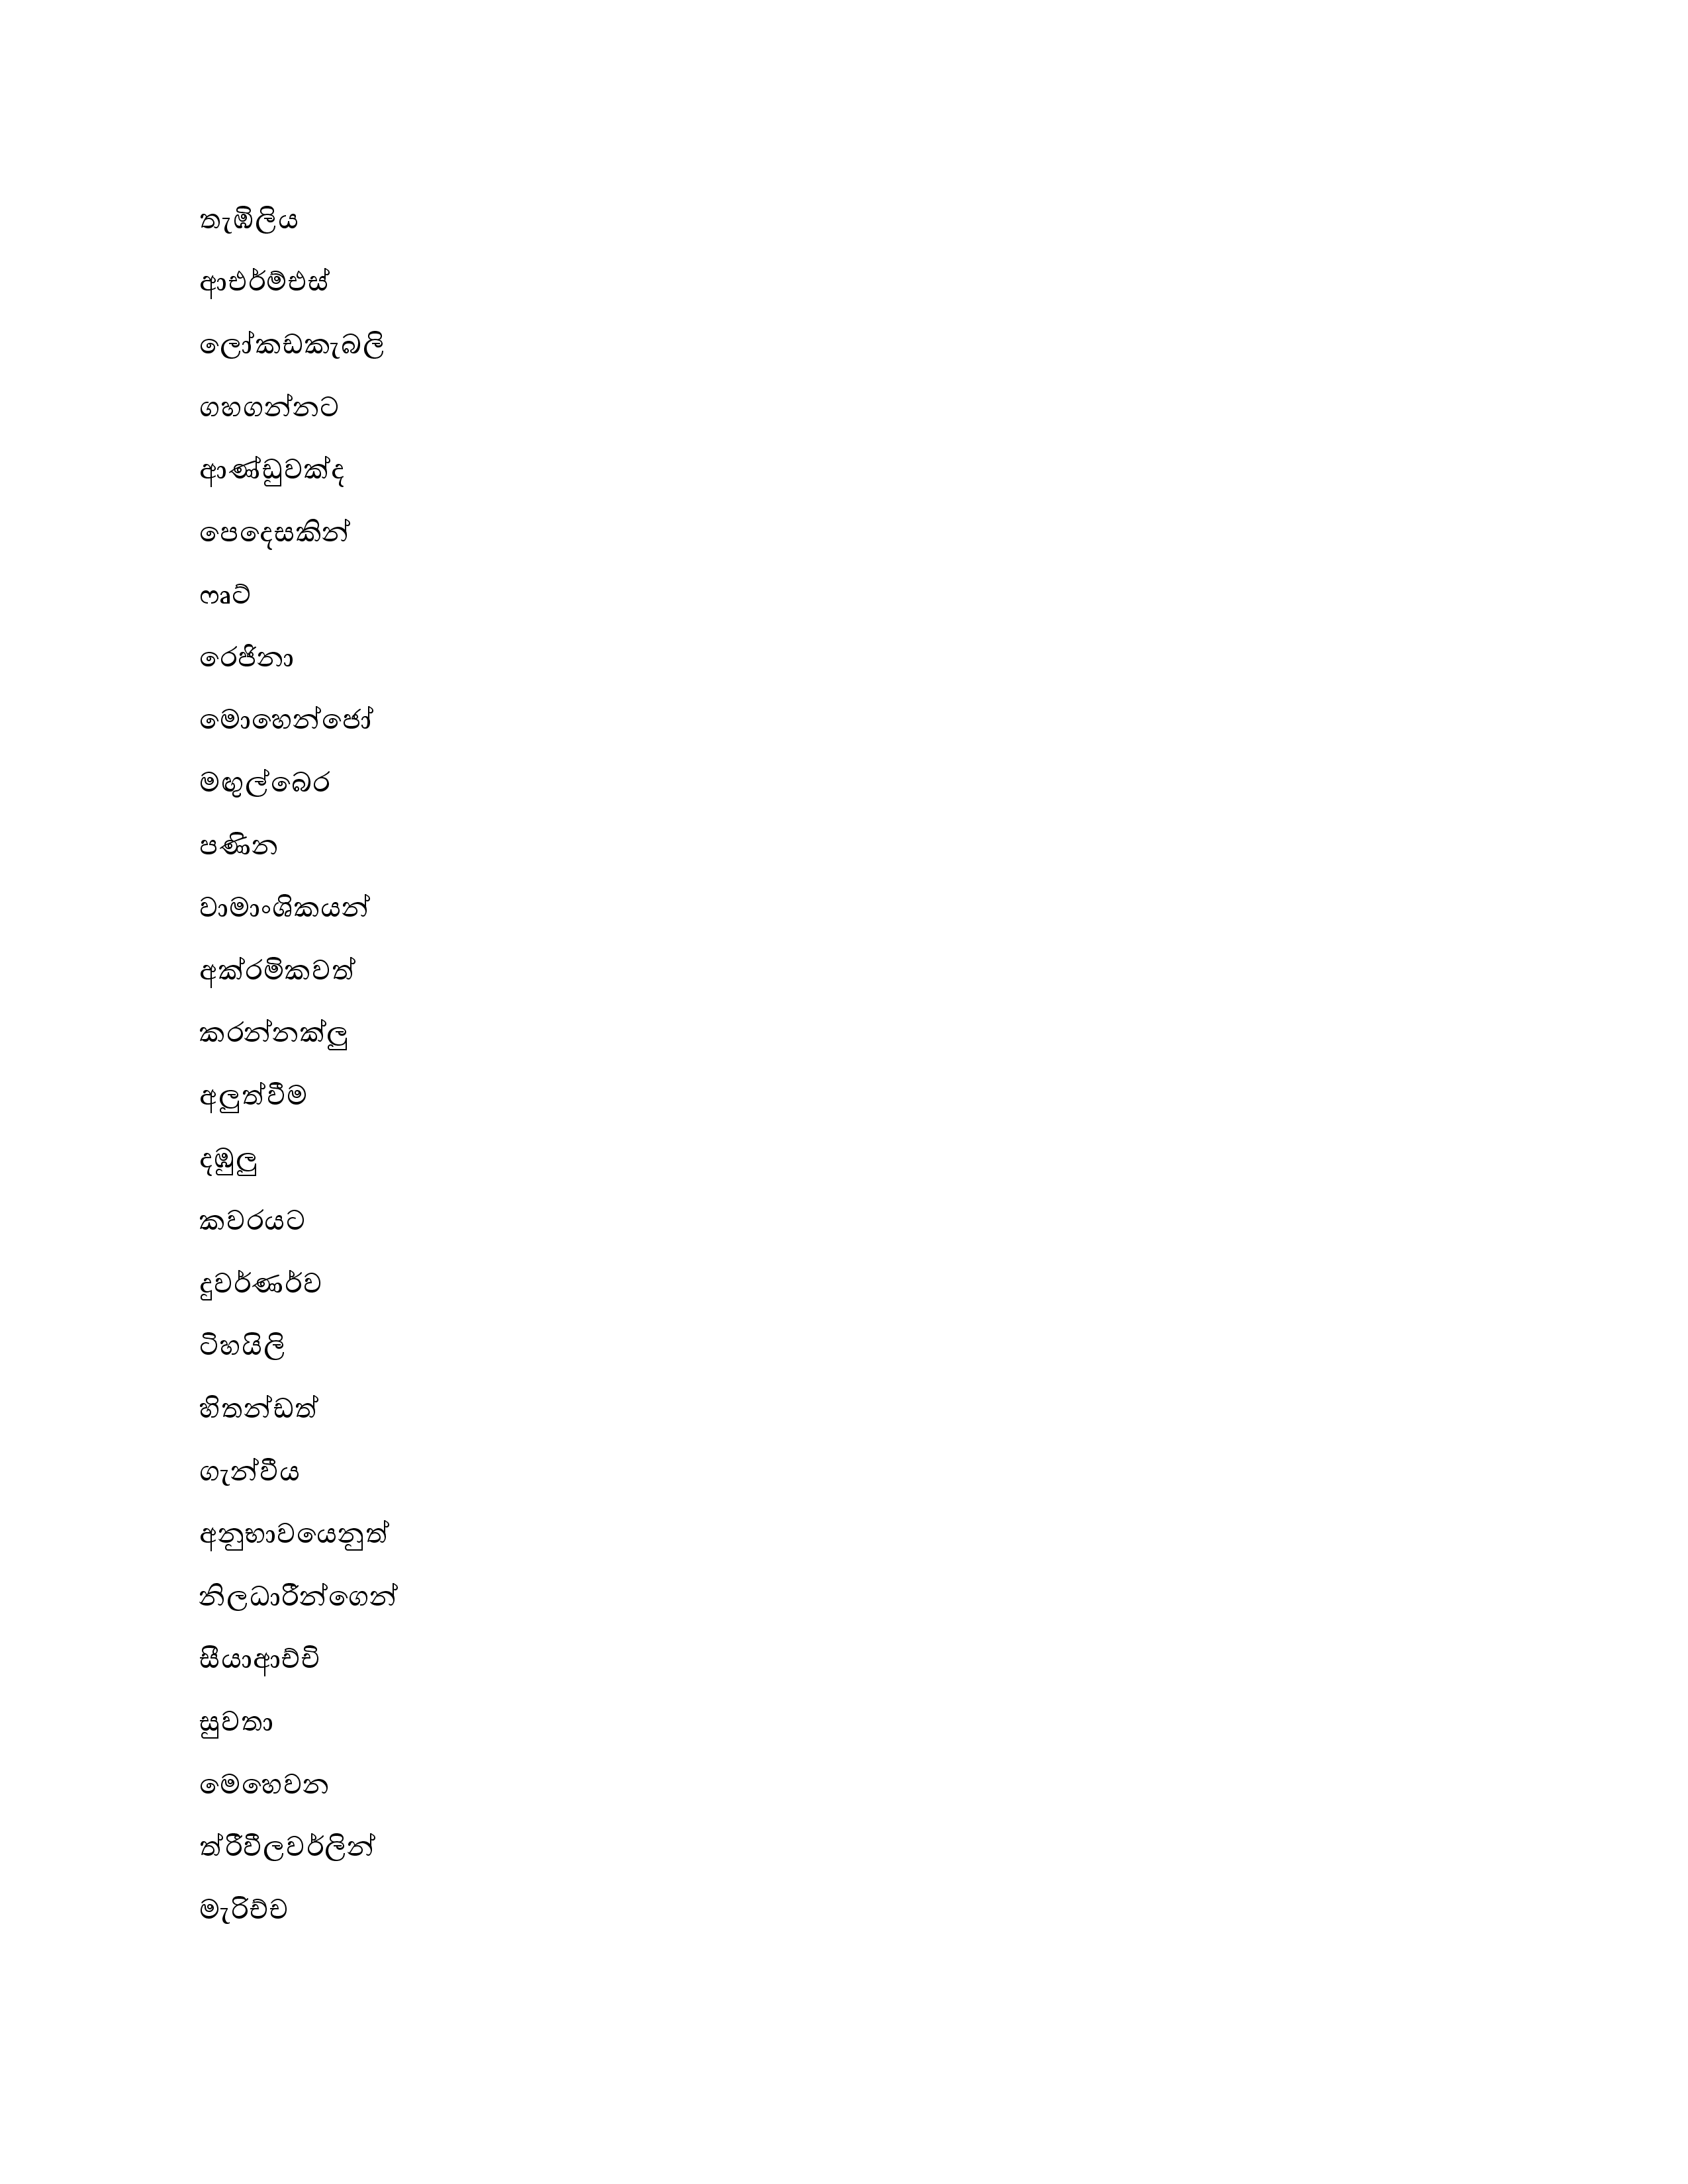 තැඹිලිය
ආඑර්ම්එස්
ලෝකඩකැබලි
ගහගන්නට
ආණ්ඩුවක්ද
පෙදෙසකින්
ෆෘට්
රෙජිනා
මොහෙන්ජෝ
මඟුල්බෙර
පණින
වාමාංශිකයන්
අක්රමිකවත්
කරන්නක්ලු
අලුත්වීම
දඹුලු
කවරයට
දුවර්ණර්ව
ටිහයිලි
හිතන්ඩත්
ගැන්වීය
අනුභාවයෙනුත්
නිලධාරීන්ගෙන්
සීයාආච්චි
සුවතා
මෙහෙවන
ත්රීවීලවර්ලින්
මැරිච්ච